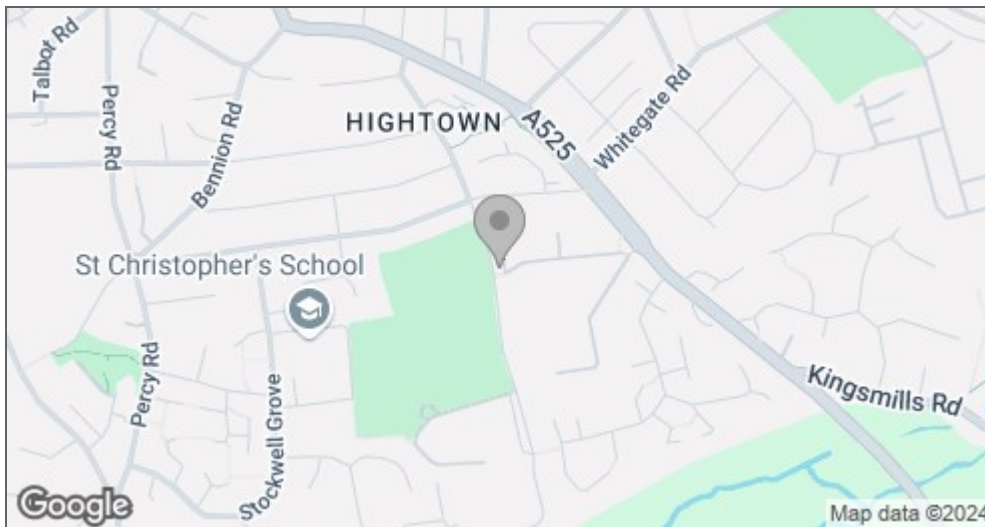 Talbot Rd
Percy Rd
Bennion Rd
HIGHTOWN
A525
Whitegate Rd
St Christopher's School
Percy Rd
Stockwell Grove
Kingsmills Rd
Google
Map data ©2024